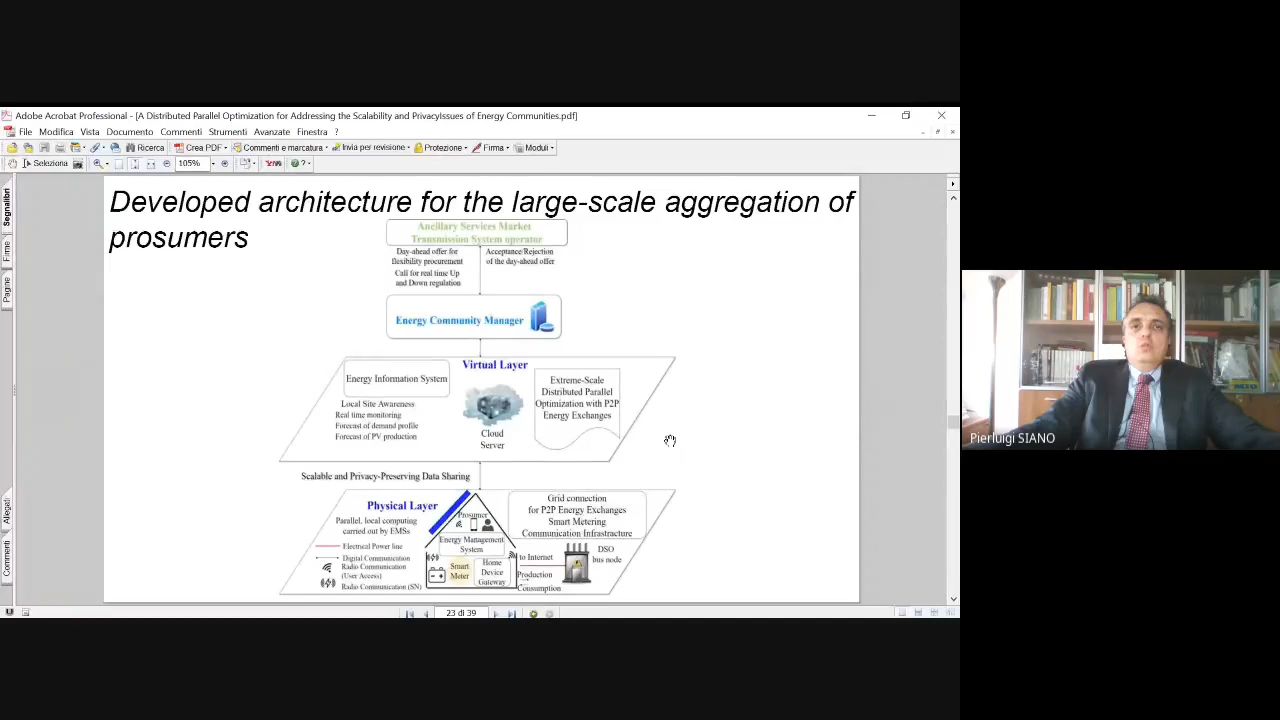 Adobe Acrobat Professional - [A Distributed Parallel Optimization for Addressing the Scalability and PrivacyIssues of Energy Communities.pdf]
File Modifica Vista Documento Commenti Strumenti Avanzate Finestra ?
Ricerca Crea PDF Commenti e marcatura Invia per revisione Protezione Firma Moduli
Seleziona 105%
Segnalibri
Firme
Pagine
Allegati
Commenti
Developed architecture for the large-scale aggregation of
prosumers
Ancillary Services Market
Transmission System operator
Day-ahead offer for
flexibility procurement
Call for real time Up
and Down regulation
Acceptance/Rejection
of the day-ahead offer
Energy Community Manager
Virtual Layer
Energy Information System
Local Site Awareness
Real time monitoring
Forecast of demand profile
Forecast of PV production
Cloud
Server
Extreme-Scale
Distributed Parallel
Optimization with P2P
Energy Exchanges
Scalable and Privacy-Preserving Data Sharing
Physical Layer
Parallel, local computing
carried out by EMSs
Electrical Power line
Digital Communication
Radio Communication
(User Access)
Radio Communication (SN)
Prosumer
Energy Management
System
Smart
Meter
Home
Device
Gateway
Grid connection
for P2P Energy Exchanges
Smart Metering
Communication Infrastracture
to Internet
Production
Consumption
DSO
bus node
23 di 39
Pierluigi SIANO